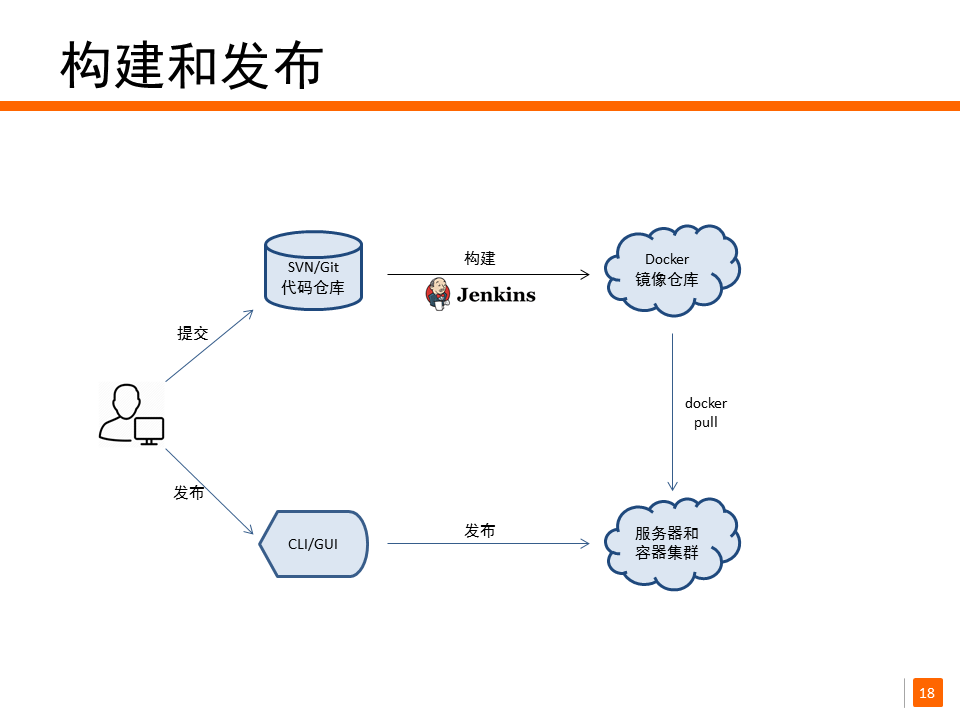 构建和发布
SVN/Git
代码仓库
构建
Jenkins
Docker
镜像仓库
提交
docker
pull
发布
CLI/GUI
发布
服务器和
容器集群
18